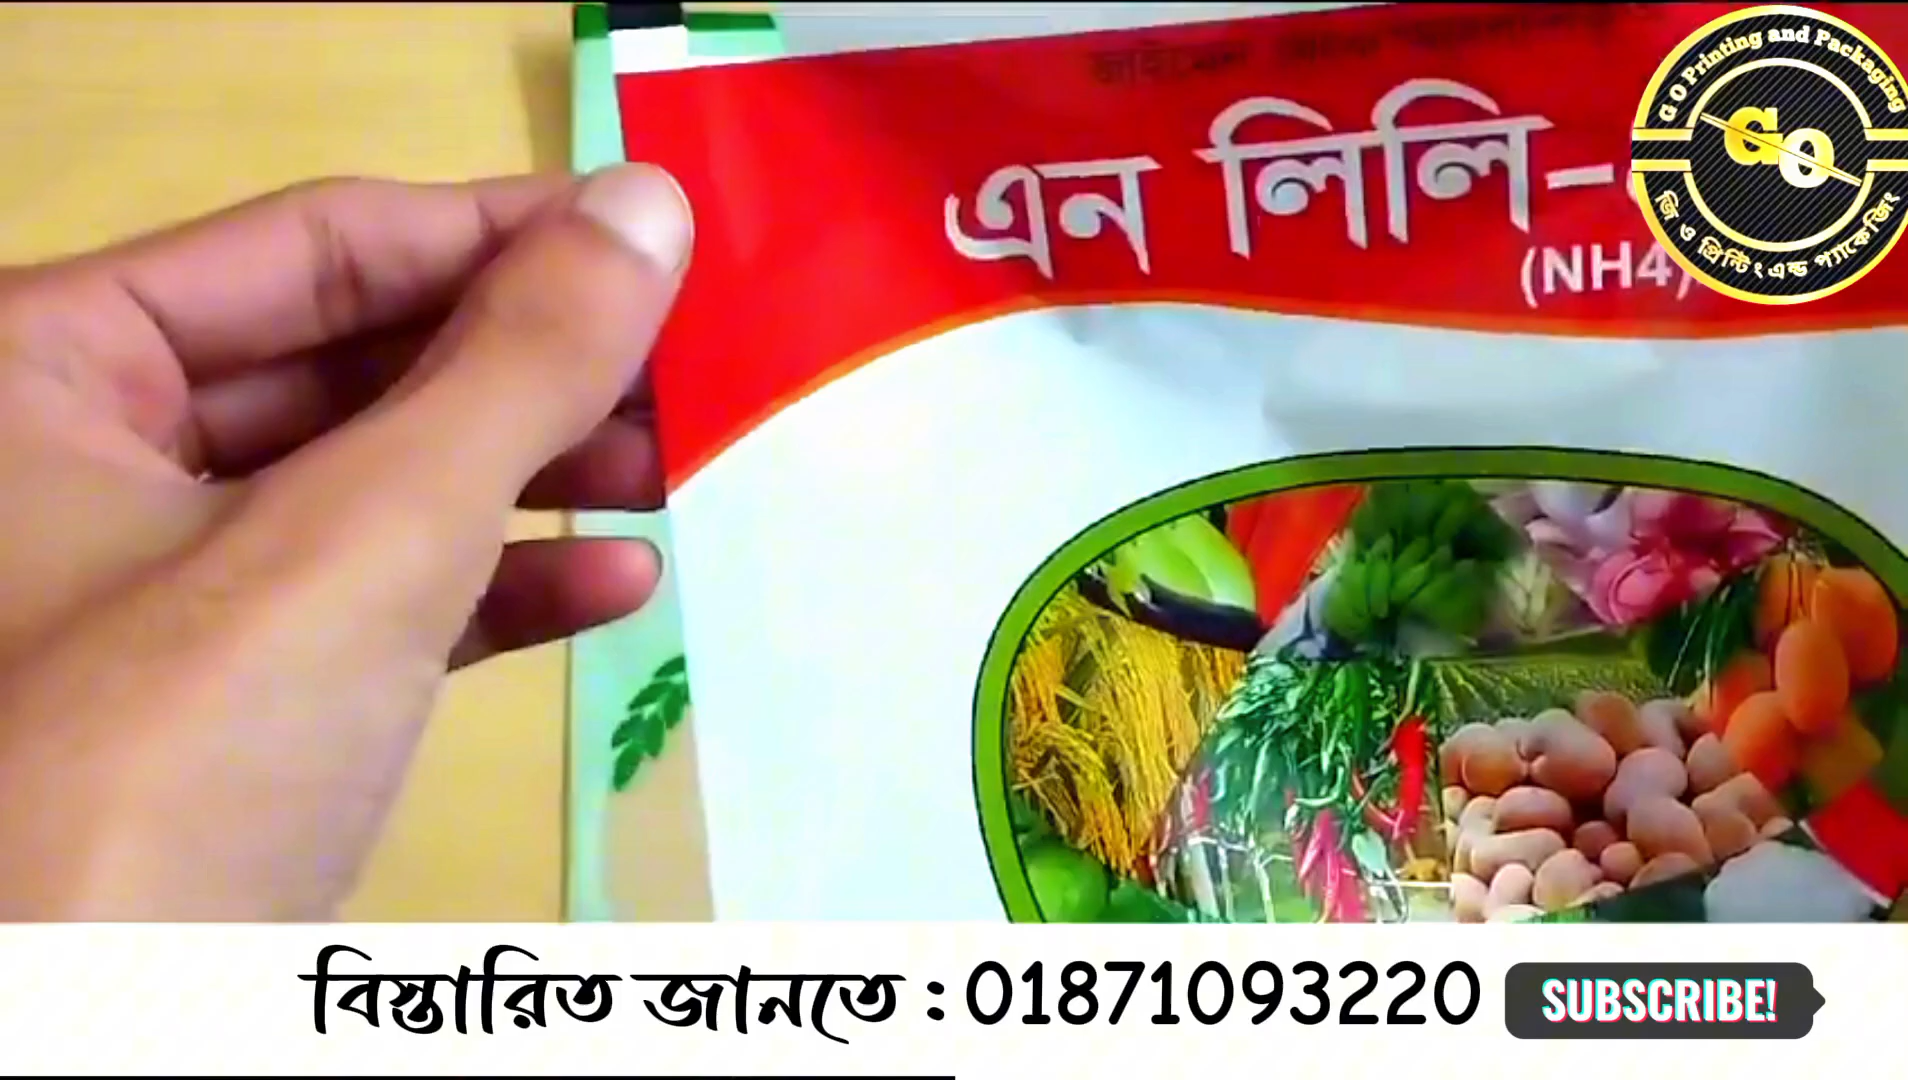 এন লিলি-
(NH4)
G O Printing and Packaging
GO
জি ও প্রিন্টিং এন্ড প্যাকেজিং
বিস্তারিত জানতে : 01871093220
SUBSCRIBE!